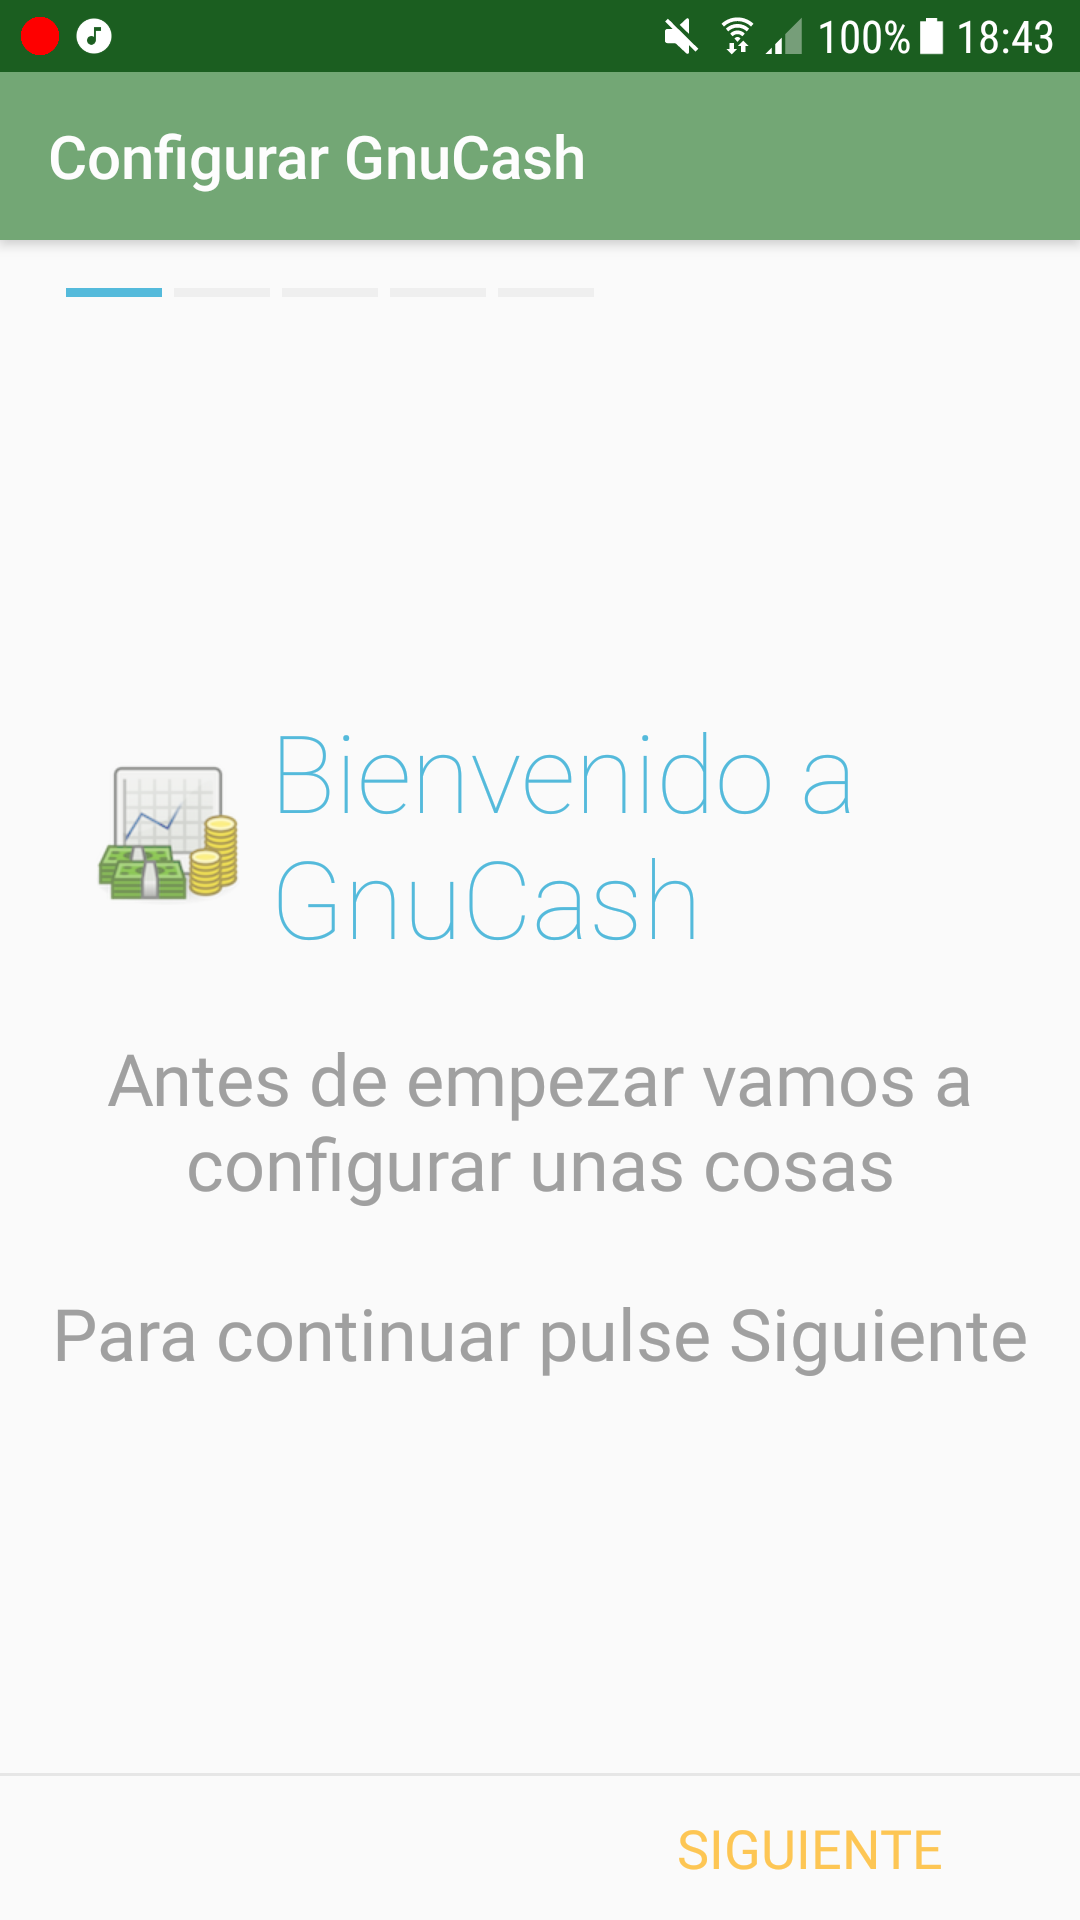 100% 18:43
Configurar GnuCash
Bienvenido a
GnuCash
Antes de empezar vamos a
configurar unas cosas
Para continuar pulse Siguiente
SIGUIENTE